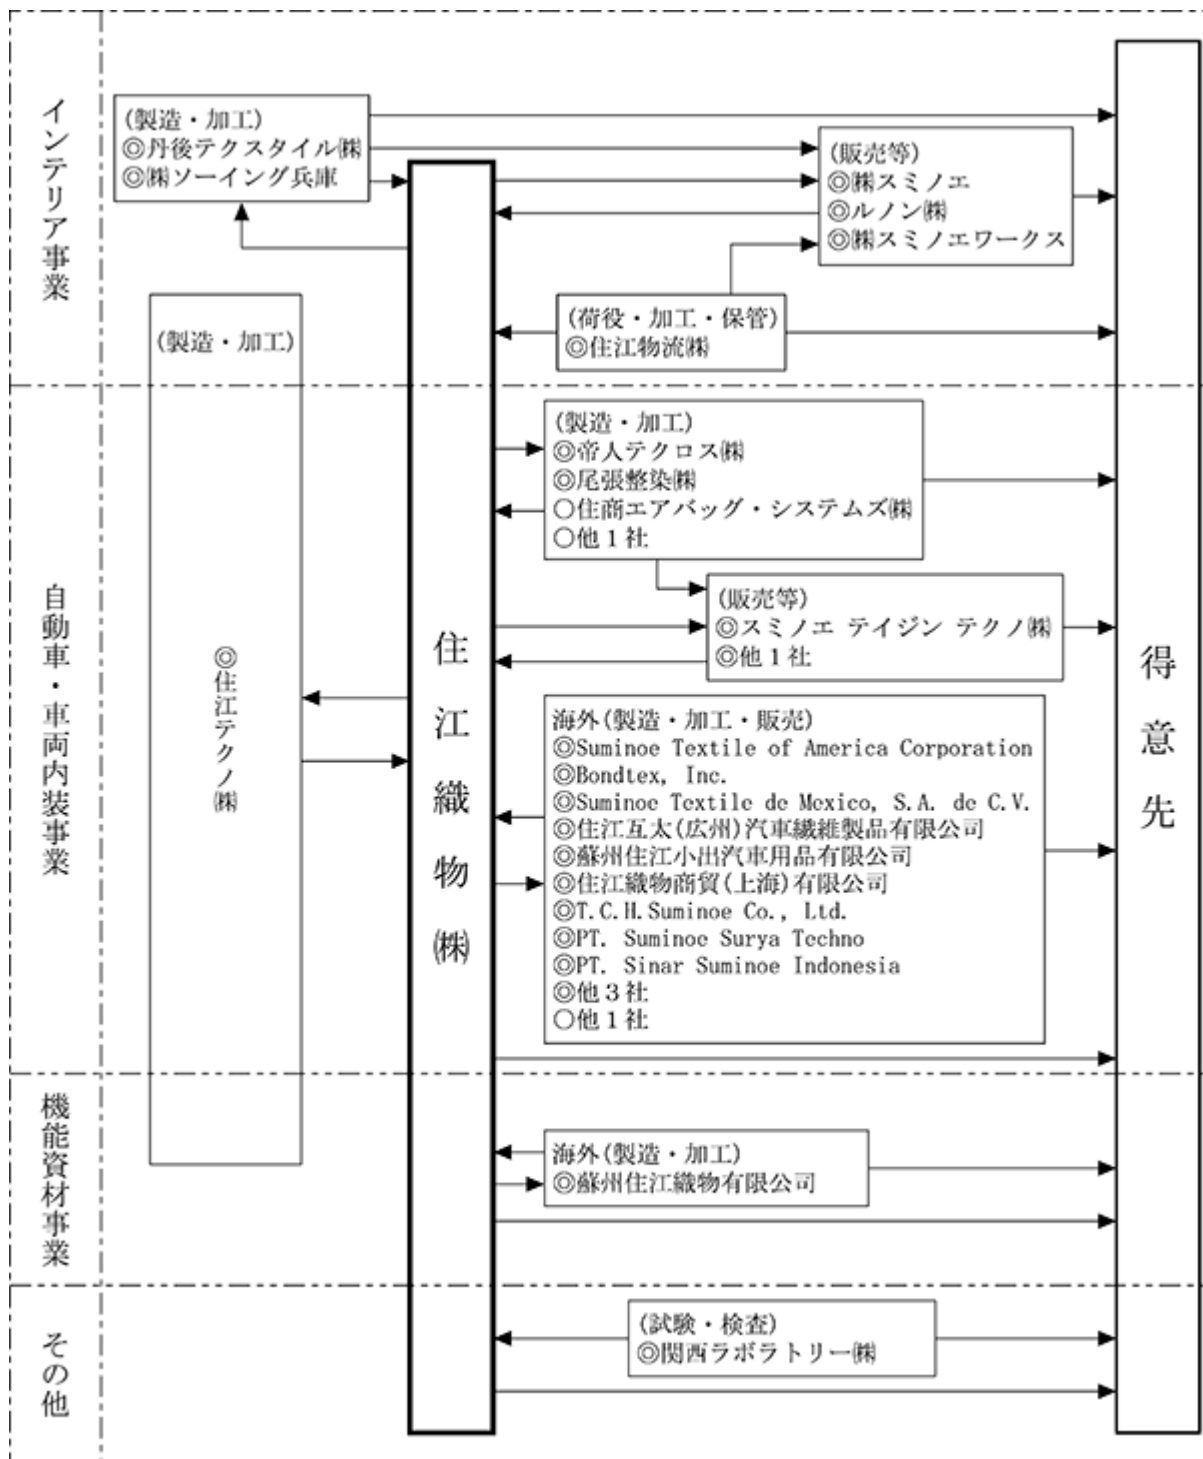 インテリア事業
(製造・加工)
◎丹後テクスタイル㈱
◎㈱ソーイング兵庫
(販売等)
◎㈱スミノエ
◎ルノン㈱
◎㈱スミノエワークス
(荷役・加工・保管)
◎住江物流㈱
(製造・加工)
◎住江テクノ㈱
住江織物㈱
得意先
自動車・車両内装事業
(製造・加工)
◎帝人テクロス㈱
◎尾張整染㈱
○住商エアバッグ・システムズ㈱
○他１社
(販売等)
◎スミノエ テイジン テクノ㈱
◎他１社
海外(製造・加工・販売)
◎Suminoe Textile of America Corporation
◎Bondtex, Inc.
◎Suminoe Textile de Mexico, S.A. de C.V.
◎住江互太(広州)汽車繊維製品有限公司
◎蘇州住江小出汽車用品有限公司
◎住江織物商貿(上海)有限公司
◎T.C.H.Suminoe Co., Ltd.
◎PT. Suminoe Surya Techno
◎PT. Sinar Suminoe Indonesia
◎他３社
○他１社
機能資材事業
海外(製造・加工)
◎蘇州住江織物有限公司
その他
(試験・検査)
◎関西ラボラトリー㈱